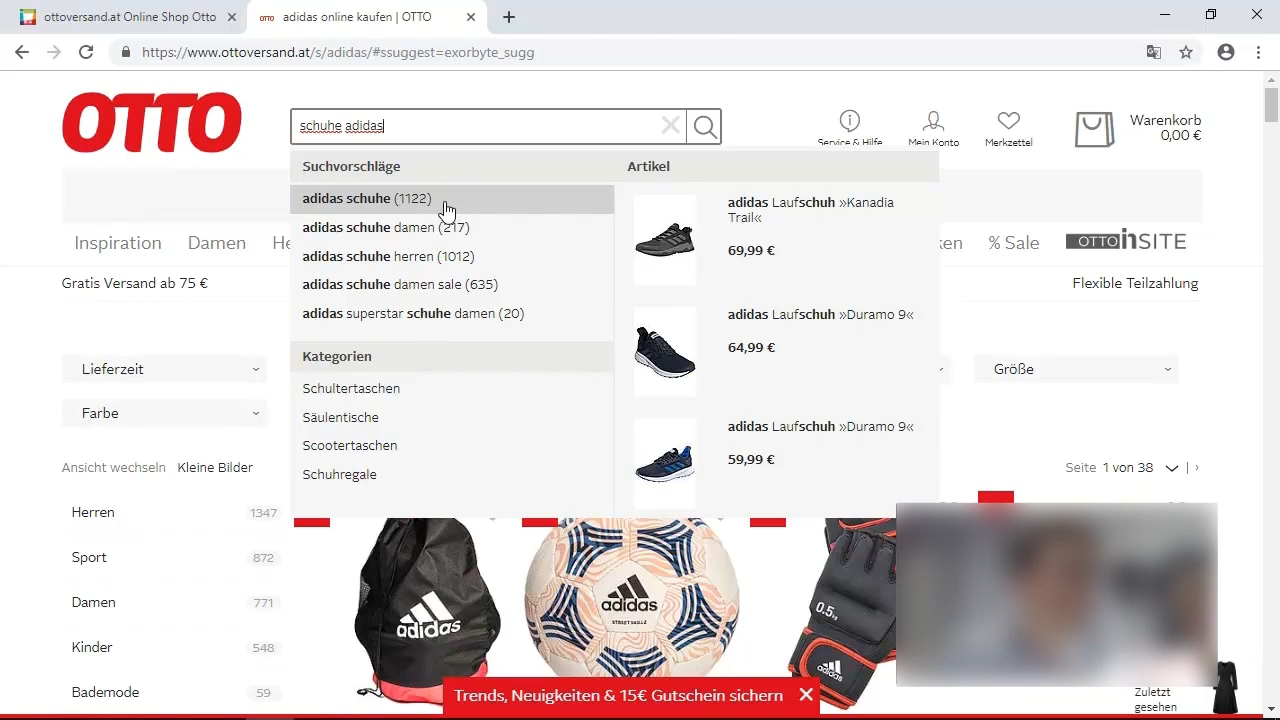 ottoversand.at Online Shop Otto
OTTO adidas online kaufen | OTTO
https://www.ottoversand.at/s/adidas/#ssuggest=exorbyte_sugg
OTTO
schuhe adidas
Service & Hilfe
Mein Konto
Merkzettel
Warenkorb
0,00 €
Suchvorschläge
adidas schuhe (1122)
adidas schuhe damen (217)
adidas schuhe herren (1012)
adidas schuhe damen sale (635)
adidas superstar schuhe damen (20)
Kategorien
Schultertaschen
Säulentische
Scootertaschen
Schuhregale
Artikel
adidas Laufschuh »Kanadia
Trail«
69,99 €
adidas Laufschuh »Duramo 9«
64,99 €
adidas Laufschuh »Duramo 9«
59,99 €
Inspiration
Damen
He
ken
% Sale
OTTO inSITE
Gratis Versand ab 75 €
Flexible Teilzahlung
Lieferzeit
Größe
Farbe
Ansicht wechseln Kleine Bilder
Seite 1 von 38
Herren 1347
Sport 872
Damen 771
Kinder 548
Bademode 59
adidas
adidas
STREET SKILLZ
0.5kg
adidas
Trends, Neuigkeiten & 15€ Gutschein sichern
Zuletzt
gesehen